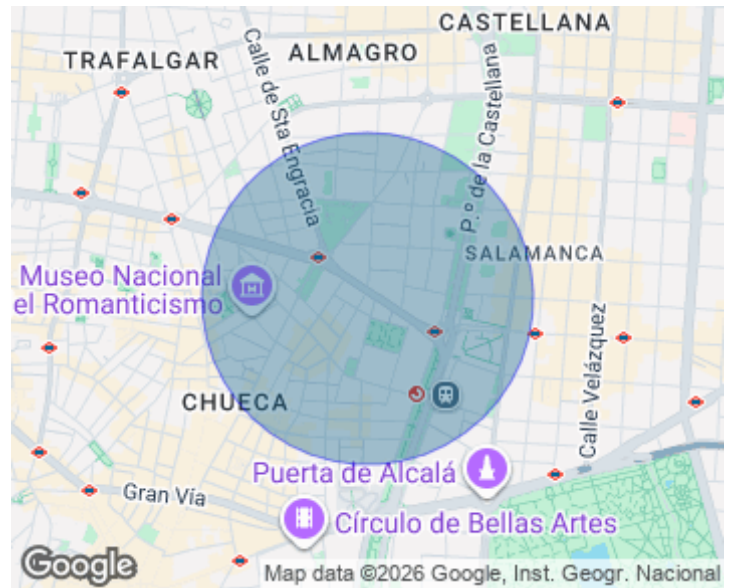 CASTELLANA
TRAFALGAR
ALMAGRO
Calle de Sta Engracia
P.º de la Castellana
SALAMANCA
Museo Nacional
el Romanticismo
Calle Velázquez
CHUECA
Puerta de Alcalá
Gran Vía
Círculo de Bellas Artes
Google
Map data ©2026 Google, Inst. Geogr. Nacional